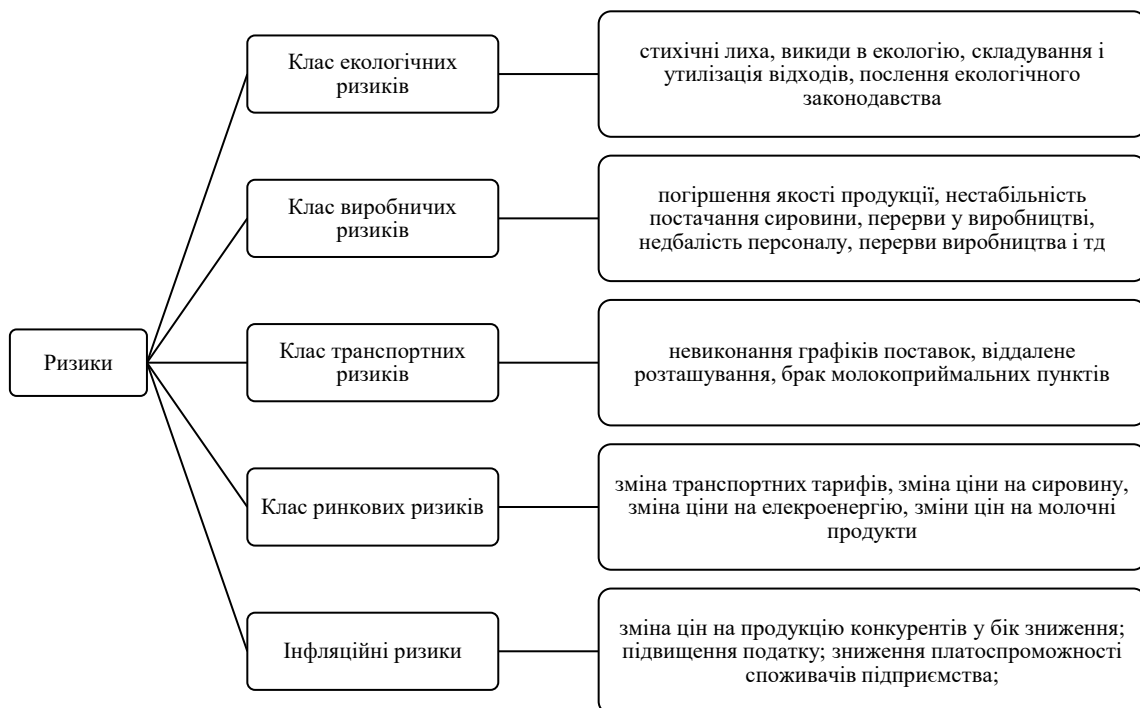 Ризики
Клас екологічних
ризиків
стихічні лиха, викиди в екологію, складування і
утилізація відходів, послення екологічного
законодавства
Клас виробничих
ризиків
погіршення якості продукції, нестабільність
постачання сировини, перерви у виробництві,
недбалість персоналу, перерви виробництва і тд
Клас транспортних
ризиків
невиконання графіків поставок, віддалене
розташування, брак молокоприймальних пунктів
Клас ринкових ризиків
зміна транспортних тарифів, зміна ціни на сировину,
зміна ціни на елекроенергію, зміни цін на молочні
продукти
Інфляційні ризики
зміна цін на продукцію конкурентів у бік зниження;
підвищення податку; зниження платоспроможності
споживачів підприємства;